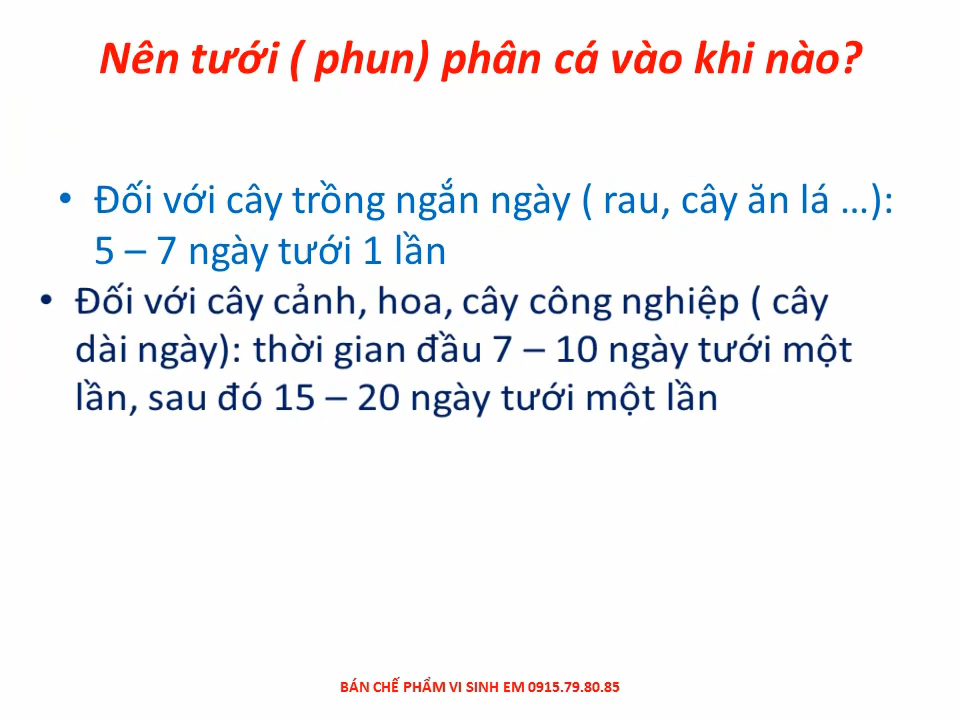 Nên tưới ( phun) phân cá vào khi nào?
• Đối với cây trồng ngắn ngày ( rau, cây ăn lá …):
5 – 7 ngày tưới 1 lần
• Đối với cây cảnh, hoa, cây công nghiệp ( cây
dài ngày): thời gian đầu 7 – 10 ngày tưới một
lần, sau đó 15 – 20 ngày tưới một lần
BÁN CHẾ PHẨM VI SINH EM 0915.79.80.85